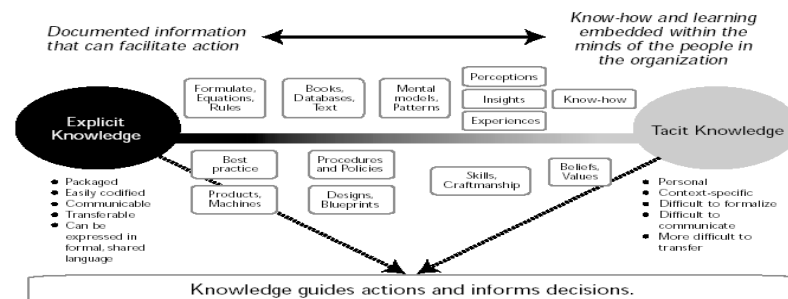 Documented information
that can facilitate action
Know-how and learning
embedded within the
minds of the people in
the organization
Formulate,
Equations,
Rules
Books,
Databases,
Text
Mental
models,
Patterns
Perceptions
Insights
Experiences
Know-how
Explicit
Knowledge
Tacit Knowledge
Best
practice
Procedures
and Policies
Products,
Machines
Designs,
Blueprints
Skills,
Craftmanship
Beliefs,
Values
• Packaged
• Easily codified
• Communicable
• Transferable
• Can be
expressed in
formal, shared
language
• Personal
• Context-specific
• Difficult to formalize
• Difficult to
communicate
• More difficult to
transfer
Knowledge guides actions and informs decisions.